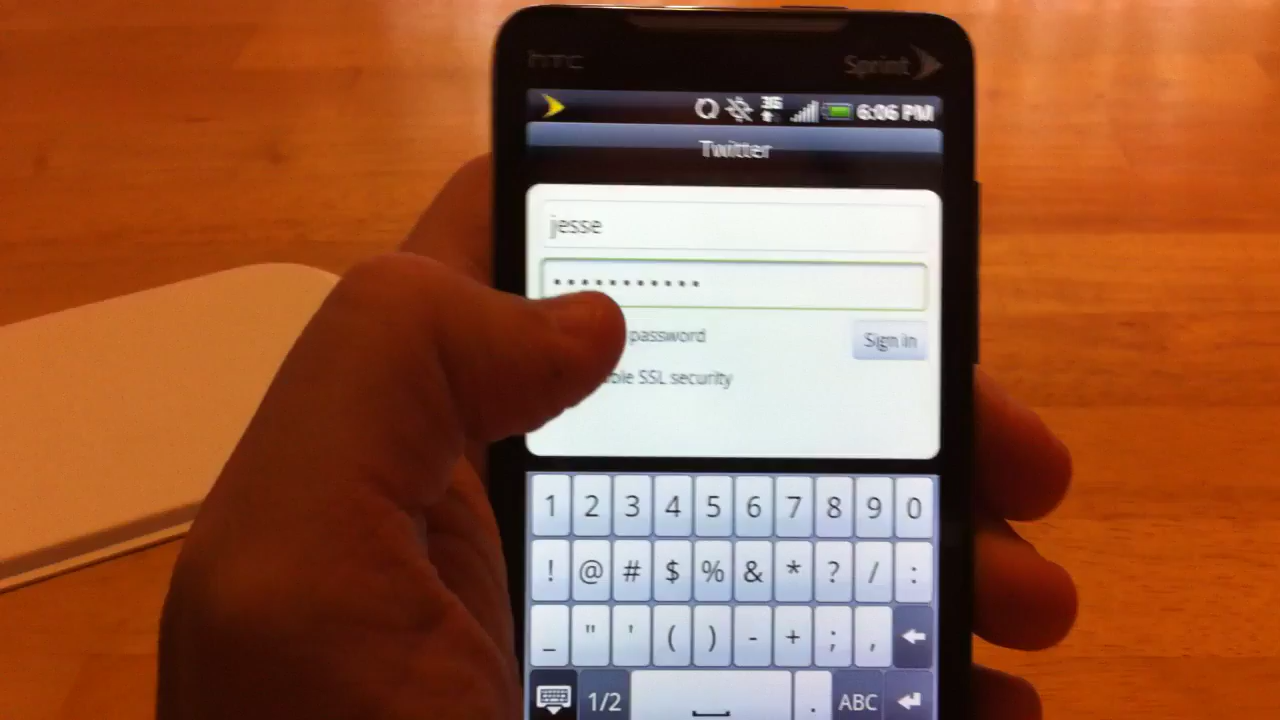 htc Sprint
3G 6:06 PM
Twitter
jesse
password Sign in
SSL security
1 2 3 4 5 6 7 8 9 0
! @ # $ % & * ? / :
_ " ' ( ) - + ; ,
1/2 . ABC